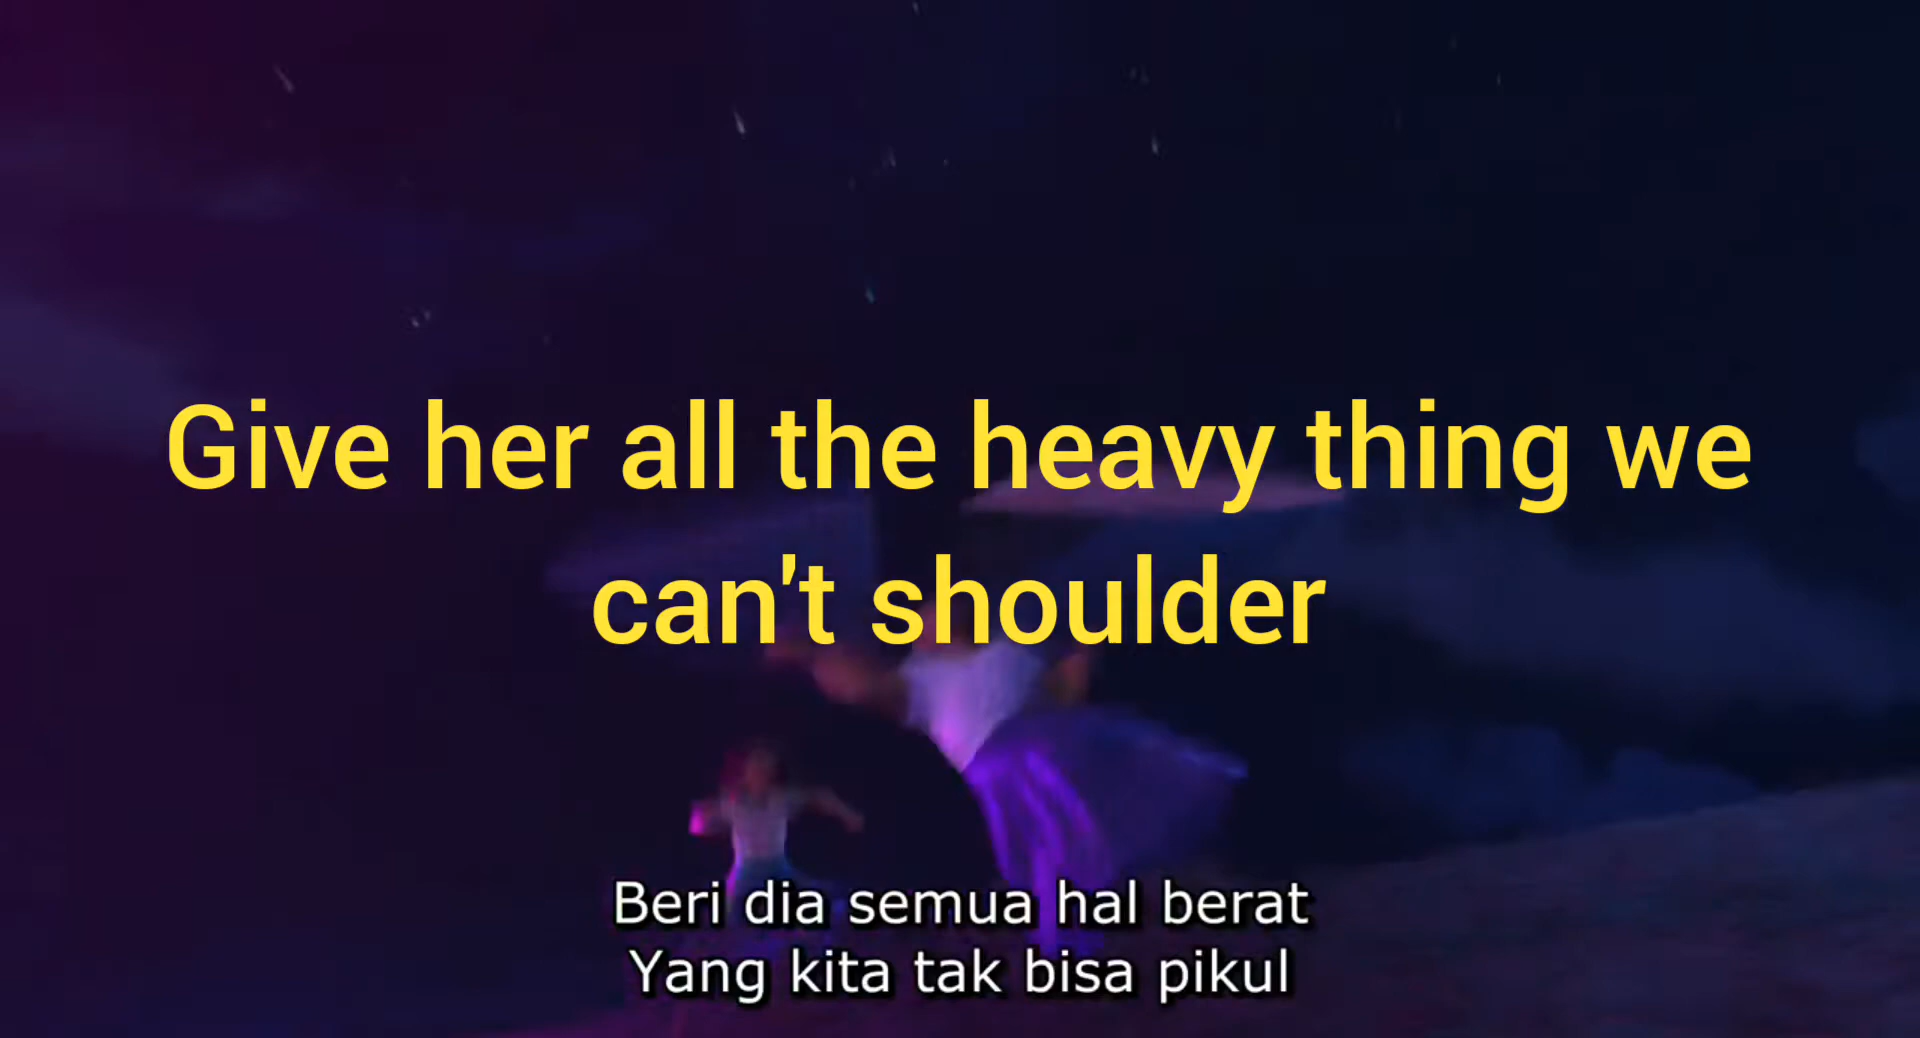 Give her all the heavy thing we
can't shoulder
Beri dia semua hal berat
Yang kita tak bisa pikul